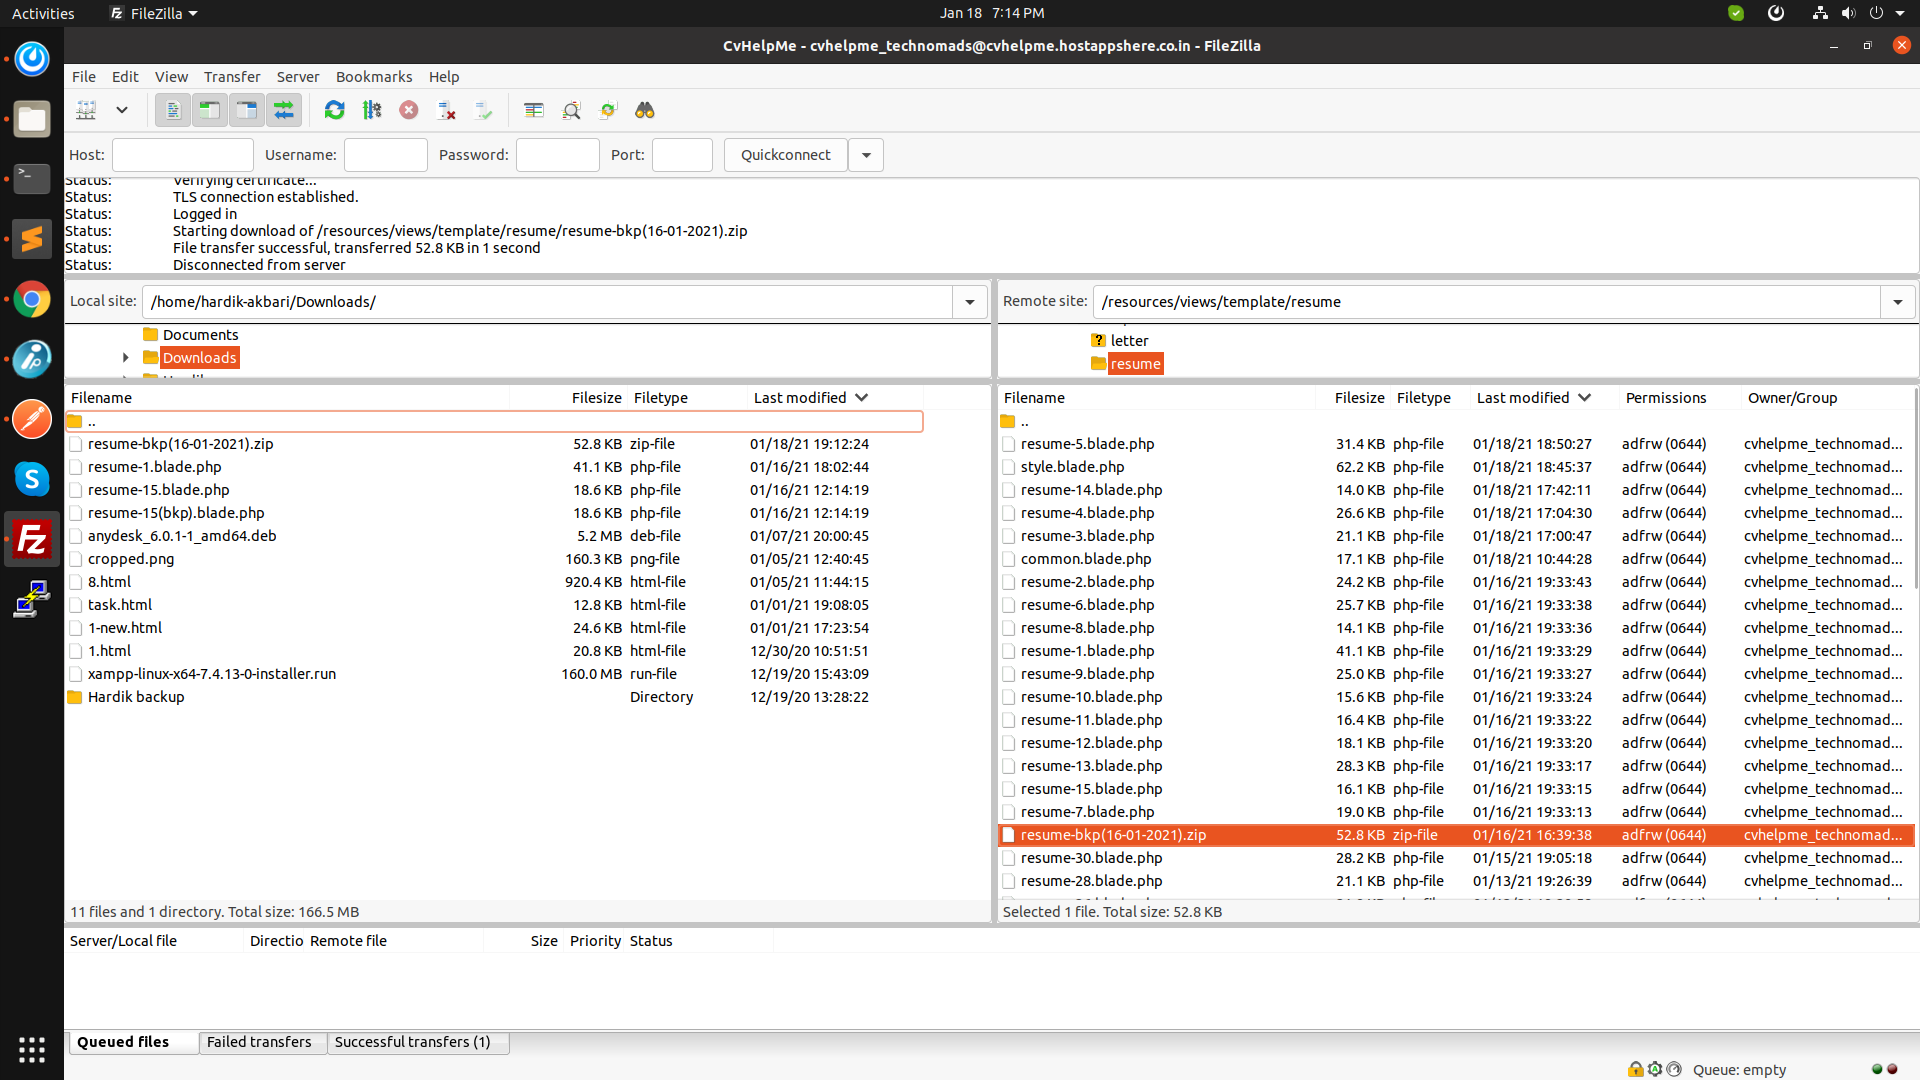 Activities FileZilla Jan 18 7:14 PM
CvHelpMe - cvhelpme_technomads@cvhelpme.hostappshere.co.in - FileZilla
File Edit View Transfer Server Bookmarks Help
Host: Username: Password: Port: Quickconnect
Status: Verifying certificate...
Status: TLS connection established.
Status: Logged in
Status: Starting download of /resources/views/template/resume/resume-bkp(16-01-2021).zip
Status: File transfer successful, transferred 52.8 KB in 1 second
Status: Disconnected from server
Local site: /home/hardik-akbari/Downloads/
Documents
Downloads
Filename Filesize Filetype Last modified
..
resume-bkp(16-01-2021).zip 52.8 KB zip-file 01/18/21 19:12:24
resume-1.blade.php 41.1 KB php-file 01/16/21 18:02:44
resume-15.blade.php 18.6 KB php-file 01/16/21 12:14:19
resume-15(bkp).blade.php 18.6 KB php-file 01/16/21 12:14:19
anydesk_6.0.1-1_amd64.deb 5.2 MB deb-file 01/07/21 20:00:45
cropped.png 160.3 KB png-file 01/05/21 12:40:45
8.html 920.4 KB html-file 01/05/21 11:44:15
task.html 12.8 KB html-file 01/01/21 19:08:05
1-new.html 24.6 KB html-file 01/01/21 17:23:54
1.html 20.8 KB html-file 12/30/20 10:51:51
xampp-linux-x64-7.4.13-0-installer.run 160.0 MB run-file 12/19/20 15:43:09
Hardik backup Directory 12/19/20 13:28:22
11 files and 1 directory. Total size: 166.5 MB
Remote site: /resources/views/template/resume
letter
resume
Filename Filesize Filetype Last modified Permissions Owner/Group
..
resume-5.blade.php 31.4 KB php-file 01/18/21 18:50:27 adfrw (0644) cvhelpme_technomad...
style.blade.php 62.2 KB php-file 01/18/21 18:45:37 adfrw (0644) cvhelpme_technomad...
resume-14.blade.php 14.0 KB php-file 01/18/21 17:42:11 adfrw (0644) cvhelpme_technomad...
resume-4.blade.php 26.6 KB php-file 01/18/21 17:04:30 adfrw (0644) cvhelpme_technomad...
resume-3.blade.php 21.1 KB php-file 01/18/21 17:00:47 adfrw (0644) cvhelpme_technomad...
common.blade.php 17.1 KB php-file 01/18/21 10:44:28 adfrw (0644) cvhelpme_technomad...
resume-2.blade.php 24.2 KB php-file 01/16/21 19:33:43 adfrw (0644) cvhelpme_technomad...
resume-6.blade.php 25.7 KB php-file 01/16/21 19:33:38 adfrw (0644) cvhelpme_technomad...
resume-8.blade.php 14.1 KB php-file 01/16/21 19:33:36 adfrw (0644) cvhelpme_technomad...
resume-1.blade.php 41.1 KB php-file 01/16/21 19:33:29 adfrw (0644) cvhelpme_technomad...
resume-9.blade.php 25.0 KB php-file 01/16/21 19:33:27 adfrw (0644) cvhelpme_technomad...
resume-10.blade.php 15.6 KB php-file 01/16/21 19:33:24 adfrw (0644) cvhelpme_technomad...
resume-11.blade.php 16.4 KB php-file 01/16/21 19:33:22 adfrw (0644) cvhelpme_technomad...
resume-12.blade.php 18.1 KB php-file 01/16/21 19:33:20 adfrw (0644) cvhelpme_technomad...
resume-13.blade.php 28.3 KB php-file 01/16/21 19:33:17 adfrw (0644) cvhelpme_technomad...
resume-15.blade.php 16.1 KB php-file 01/16/21 19:33:15 adfrw (0644) cvhelpme_technomad...
resume-7.blade.php 19.0 KB php-file 01/16/21 19:33:13 adfrw (0644) cvhelpme_technomad...
resume-bkp(16-01-2021).zip 52.8 KB zip-file 01/16/21 16:39:38 adfrw (0644) cvhelpme_technomad...
resume-30.blade.php 28.2 KB php-file 01/15/21 19:05:18 adfrw (0644) cvhelpme_technomad...
resume-28.blade.php 21.1 KB php-file 01/13/21 19:26:39 adfrw (0644) cvhelpme_technomad...
Selected 1 file. Total size: 52.8 KB
Server/Local file Directio Remote file Size Priority Status
Queued files Failed transfers Successful transfers (1)
Queue: empty